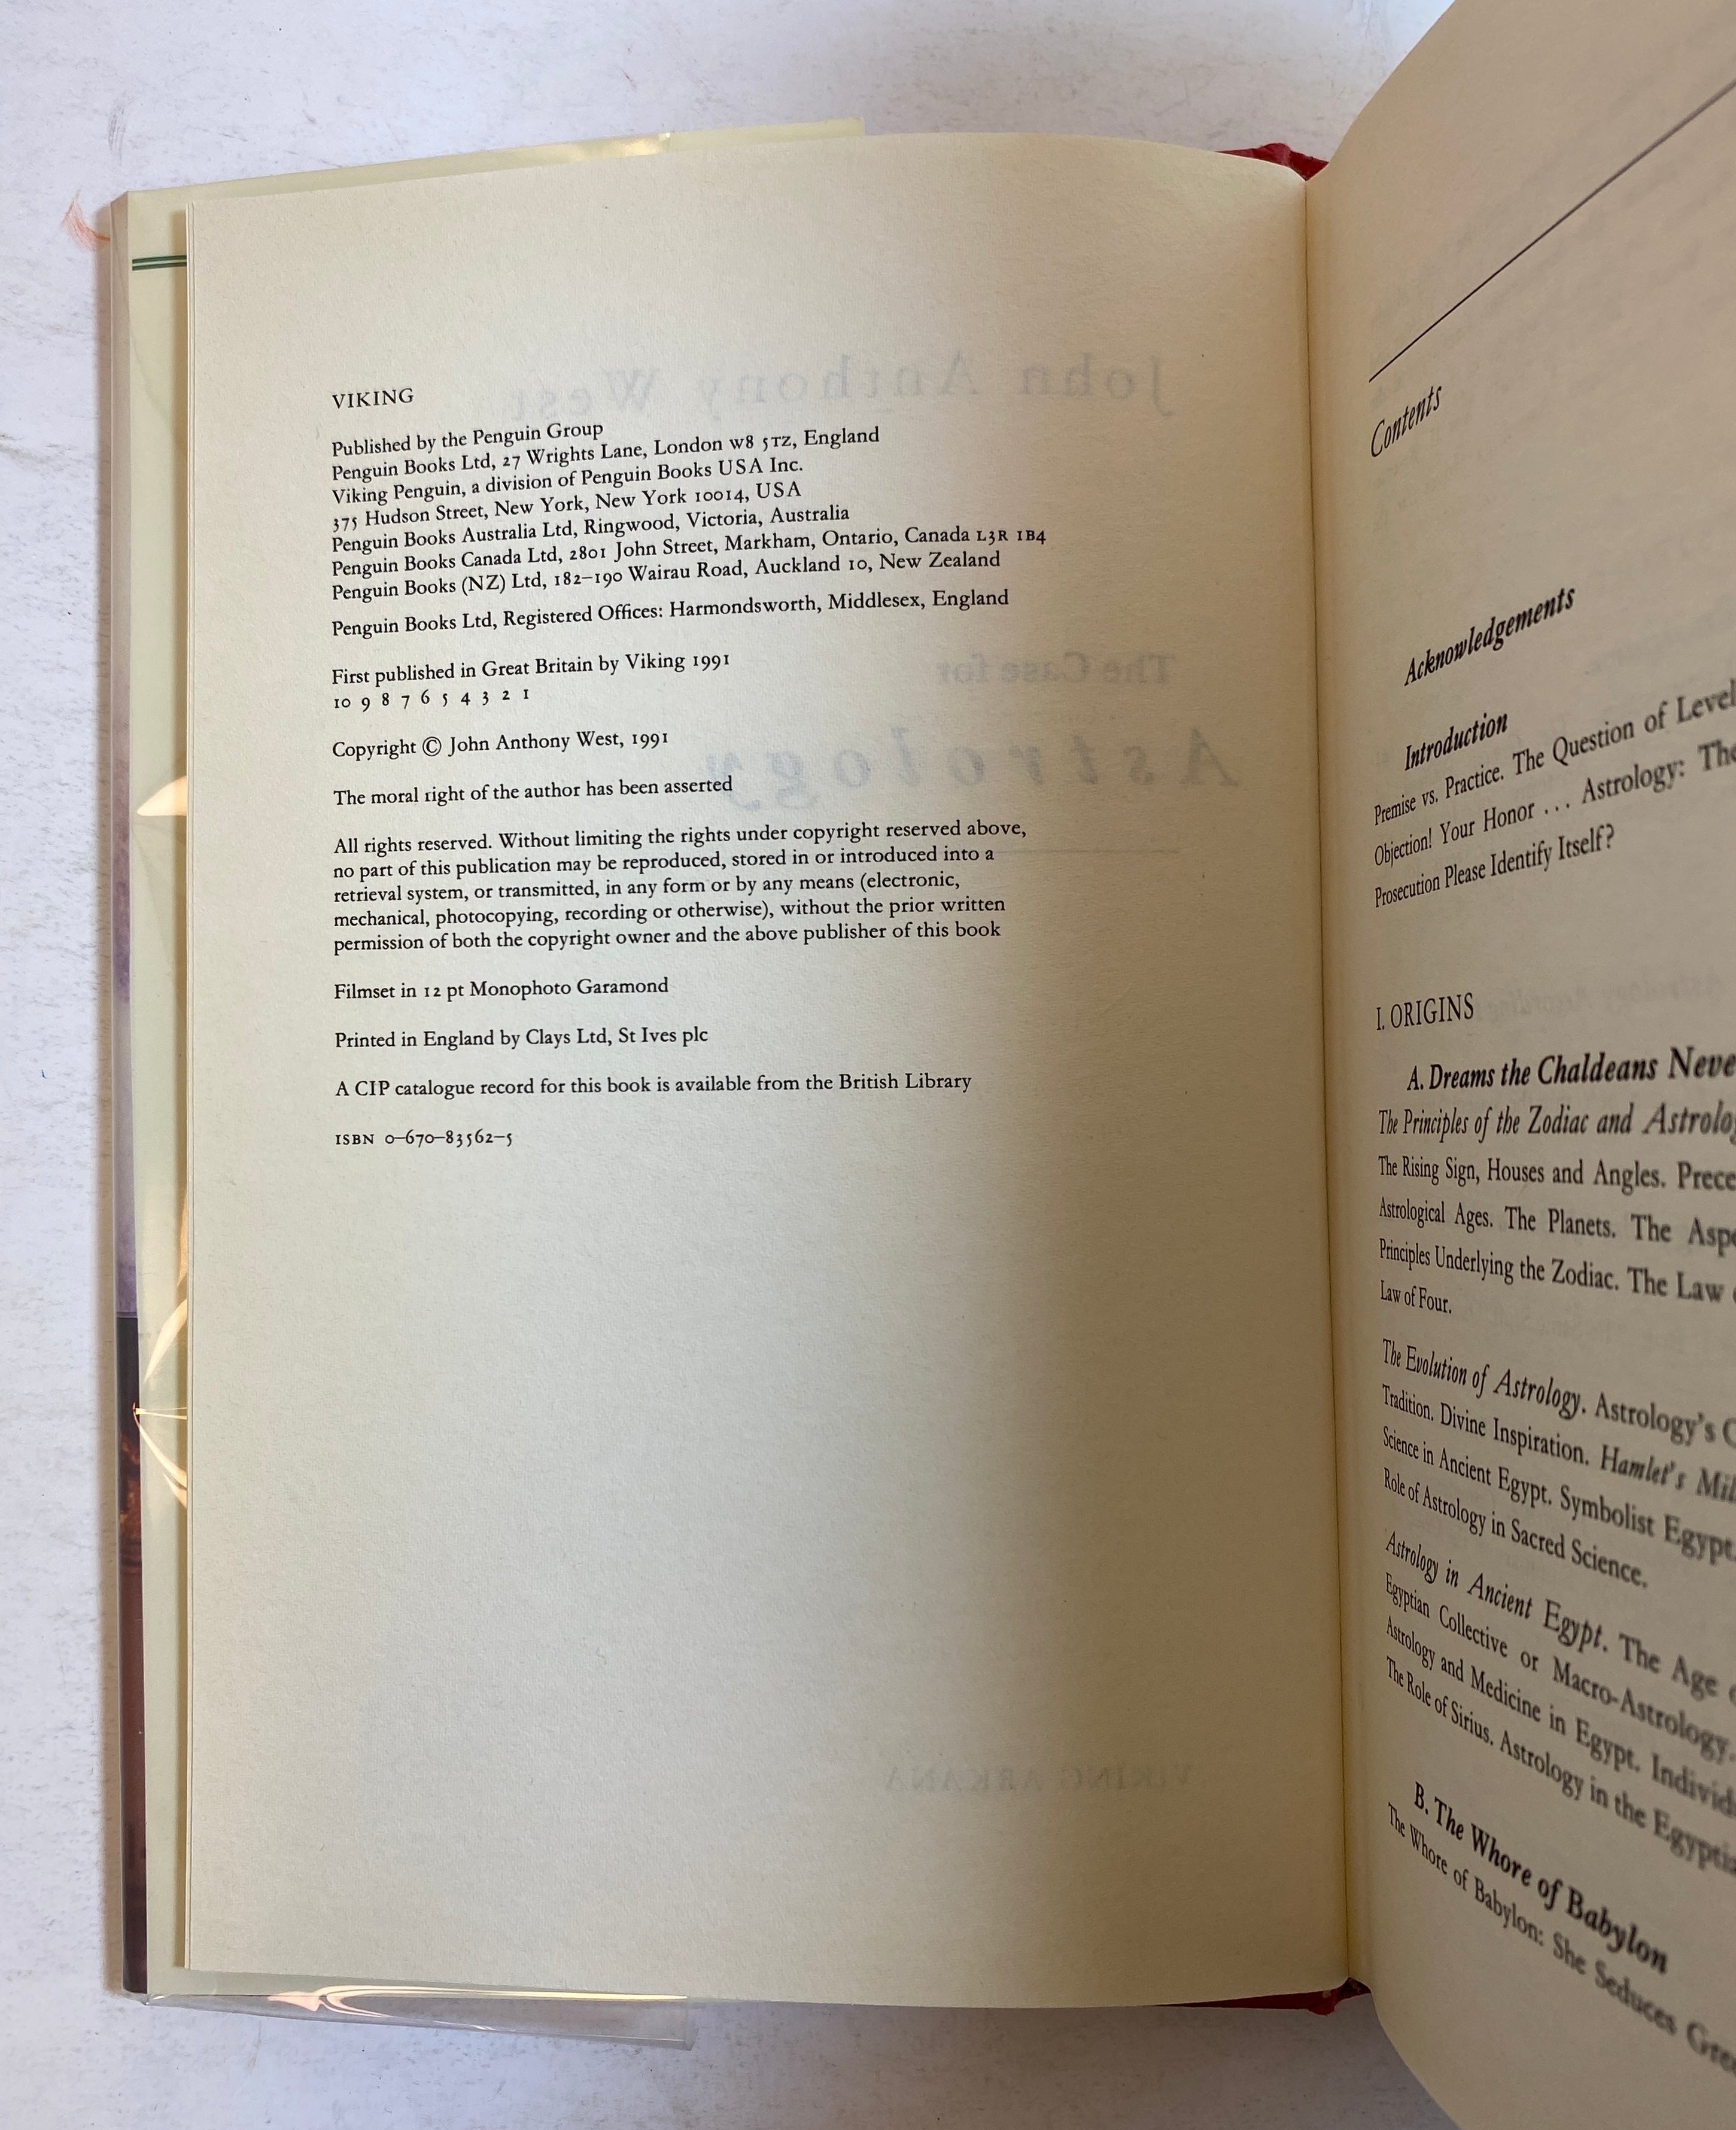 VIKING
Published by the Penguin Group
Penguin Books Ltd, 27 Wrights Lane, London W8 5TZ, England
Viking Penguin, a division of Penguin Books USA Inc.
375 Hudson Street, New York, New York 10014, USA
Penguin Books Australia Ltd, Ringwood, Victoria, Australia
Penguin Books Canada Ltd, 2801 John Street, Markham, Ontario, Canada L3R 1B4
Penguin Books (NZ) Ltd, 182–190 Wairau Road, Auckland 10, New Zealand
Penguin Books Ltd, Registered Offices: Harmondsworth, Middlesex, England
First published in Great Britain by Viking 1991
10 9 8 7 6 5 4 3 2 1
Copyright © John Anthony West, 1991
The moral right of the author has been asserted
All rights reserved. Without limiting the rights under copyright reserved above,
no part of this publication may be reproduced, stored in or introduced into a
retrieval system, or transmitted, in any form or by any means (electronic,
mechanical, photocopying, recording or otherwise), without the prior written
permission of both the copyright owner and the above publisher of this book
Filmset in 12 pt Monophoto Garamond
Printed in England by Clays Ltd, St Ives plc
A CIP catalogue record for this book is available from the British Library
ISBN 0–670–83562–5
John Anthony West
The Case for
Astrology
VIKING ARKANA
Contents
Acknowledgements
Introduction
Premise vs. Practice. The Question of Level
Objection! Your Honor . . . Astrology: The
Prosecution Please Identify Itself?
I. ORIGINS
A. Dreams the Chaldeans Neve
The Principles of the Zodiac and Astrolog
The Rising Sign, Houses and Angles. Prece
Astrological Ages. The Planets. The Aspe
Principles Underlying the Zodiac. The Law
Law of Four.
The Evolution of Astrology. Astrology's
Tradition. Divine Inspiration. Hamlet's Mil
Science in Ancient Egypt. Symbolist Egypt.
Role of Astrology in Sacred Science.
Astrology in Ancient Egypt. The Age
Egyptian Collective or Macro-Astrology.
Astrology and Medicine in Egypt. Individ
The Role of Sirius. Astrology in the Egyptia
B. The Whore of Babylon
The Whore of Babylon: She Seduces Gre